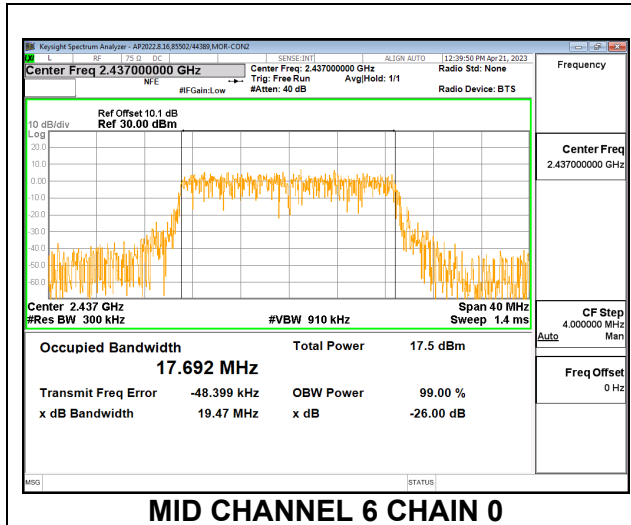 Keysight Spectrum Analyzer - AP2022.8.16,85502/44389,MOR-CON2
L RF 75 Ω DC SENSE:INT ALIGN AUTO 12:39:50 PM Apr 21, 2023
Center Freq 2.437000000 GHz
NFE
#IFGain:Low
Center Freq: 2.437000000 GHz
Trig: Free Run Avg|Hold: 1/1
#Atten: 40 dB
Radio Std: None
Radio Device: BTS
Frequency
Ref Offset 10.1 dB
10 dB/div Ref 30.00 dBm
Log
20.0
10.0
0.00
-10.0
-20.0
-30.0
-40.0
-50.0
-60.0
Center 2.437 GHz Span 40 MHz
#Res BW 300 kHz #VBW 910 kHz Sweep 1.4 ms
Center Freq
2.437000000 GHz
CF Step
4.000000 MHz
Auto Man
Freq Offset
0 Hz
Occupied Bandwidth Total Power 17.5 dBm
17.692 MHz
Transmit Freq Error -48.399 kHz OBW Power 99.00 %
x dB Bandwidth 19.47 MHz x dB -26.00 dB
MSG STATUS
MID CHANNEL 6 CHAIN 0